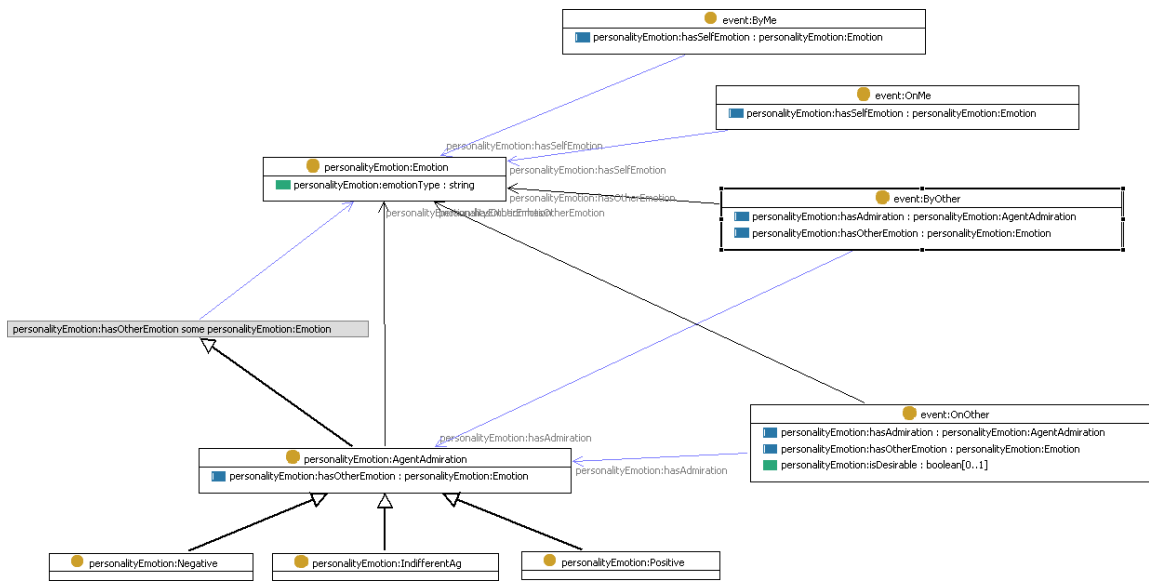 event:ByMe
personalityEmotion:hasSelfEmotion : personalityEmotion:Emotion
event:OnMe
personalityEmotion:hasSelfEmotion : personalityEmotion:Emotion
personalityEmotion:hasSelfEmotion
personalityEmotion:Emotion
personalityEmotion:hasSelfEmotion
personalityEmotion:emotionType : string
personalityEmotion:hasOtherEmotion
event:ByOther
personalityEmotion:hasAdmiration : personalityEmotion:AgentAdmiration
personalityEmotion:hasOtherEmotion : personalityEmotion:Emotion
personalityEmotion:hasOtherEmotion some personalityEmotion:Emotion
event:OnOther
personalityEmotion:hasAdmiration : personalityEmotion:AgentAdmiration
personalityEmotion:hasAdmiration
personalityEmotion:hasOtherEmotion : personalityEmotion:Emotion
personalityEmotion:AgentAdmiration
personalityEmotion:isDesirable : boolean[0..1]
personalityEmotion:hasAdmiration
personalityEmotion:hasOtherEmotion : personalityEmotion:Emotion
personalityEmotion:Negative
personalityEmotion:IndifferentAg
personalityEmotion:Positive